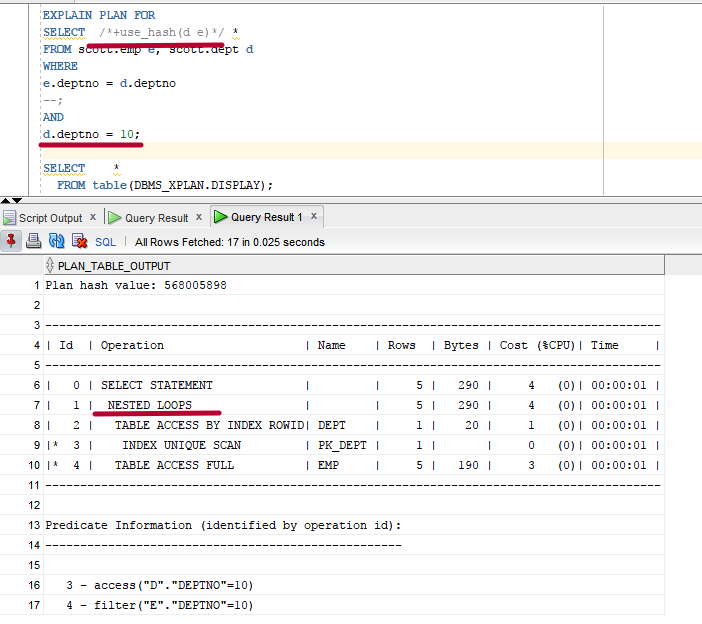 EXPLAIN PLAN FOR
SELECT /*+use_hash(d e)*/ *
FROM scott.emp e, scott.dept d
WHERE
e.deptno = d.deptno
--;
AND
d.deptno = 10;
SELECT *
FROM table(DBMS_XPLAN.DISPLAY);
Script Output x Query Result x Query Result 1 x
SQL | All Rows Fetched: 17 in 0.025 seconds
PLAN_TABLE_OUTPUT
1 Plan hash value: 568005898
2
3 --------------------------------------------------------------------------------------
4 | Id | Operation | Name | Rows | Bytes | Cost (%CPU)| Time |
5 --------------------------------------------------------------------------------------
6 | 0 | SELECT STATEMENT | | 5 | 290 | 4 (0)| 00:00:01 |
7 | 1 | NESTED LOOPS | | 5 | 290 | 4 (0)| 00:00:01 |
8 | 2 | TABLE ACCESS BY INDEX ROWID| DEPT | 1 | 20 | 1 (0)| 00:00:01 |
9 |* 3 | INDEX UNIQUE SCAN | PK_DEPT | 1 | | 0 (0)| 00:00:01 |
10 |* 4 | TABLE ACCESS FULL | EMP | 5 | 190 | 3 (0)| 00:00:01 |
11 --------------------------------------------------------------------------------------
12
13 Predicate Information (identified by operation id):
14 ---------------------------------------------------
15
16 3 - access("D"."DEPTNO"=10)
17 4 - filter("E"."DEPTNO"=10)